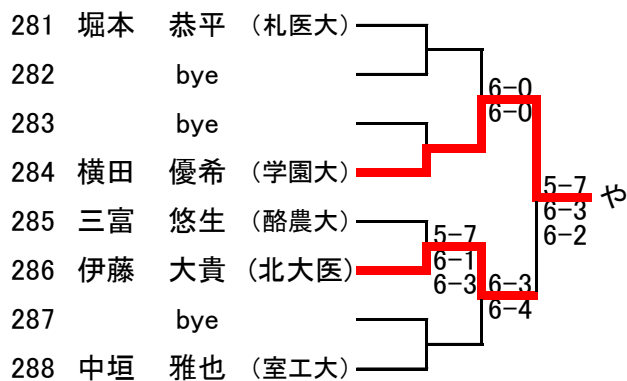 281 堀本 恭平 (札医大)
282 bye
6-0
6-0
283 bye
284 横田 優希 (学園大)
5-7
6-3
6-2
や
285 三富 悠生 (酪農大)
5-7
6-1
6-3
286 伊藤 大貴 (北大医)
6-3
6-4
287 bye
288 中垣 雅也 (室工大)